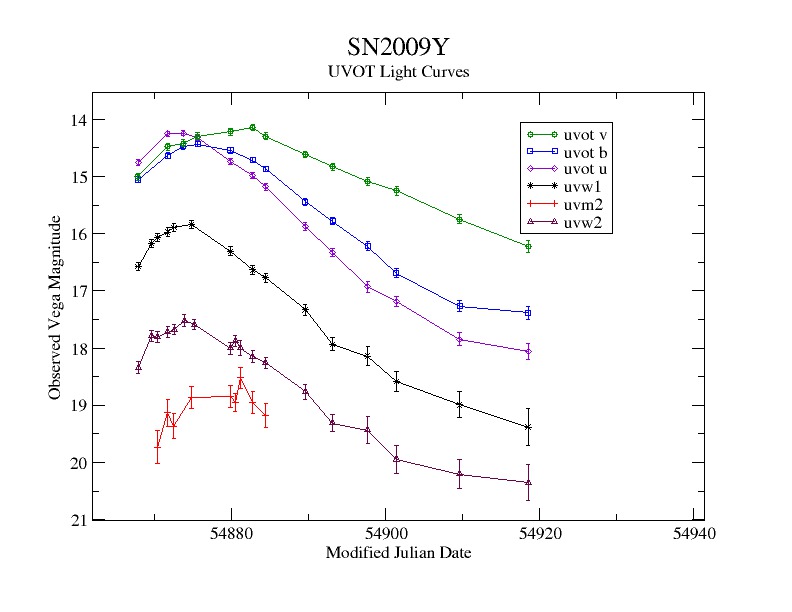 SN2009Y
UVOT Light Curves
uvot v
uvot b
uvot u
uvw1
uvm2
uvw2
Observed Vega Magnitude
14
15
16
17
18
19
20
21
54880
54900
54920
54940
Modified Julian Date